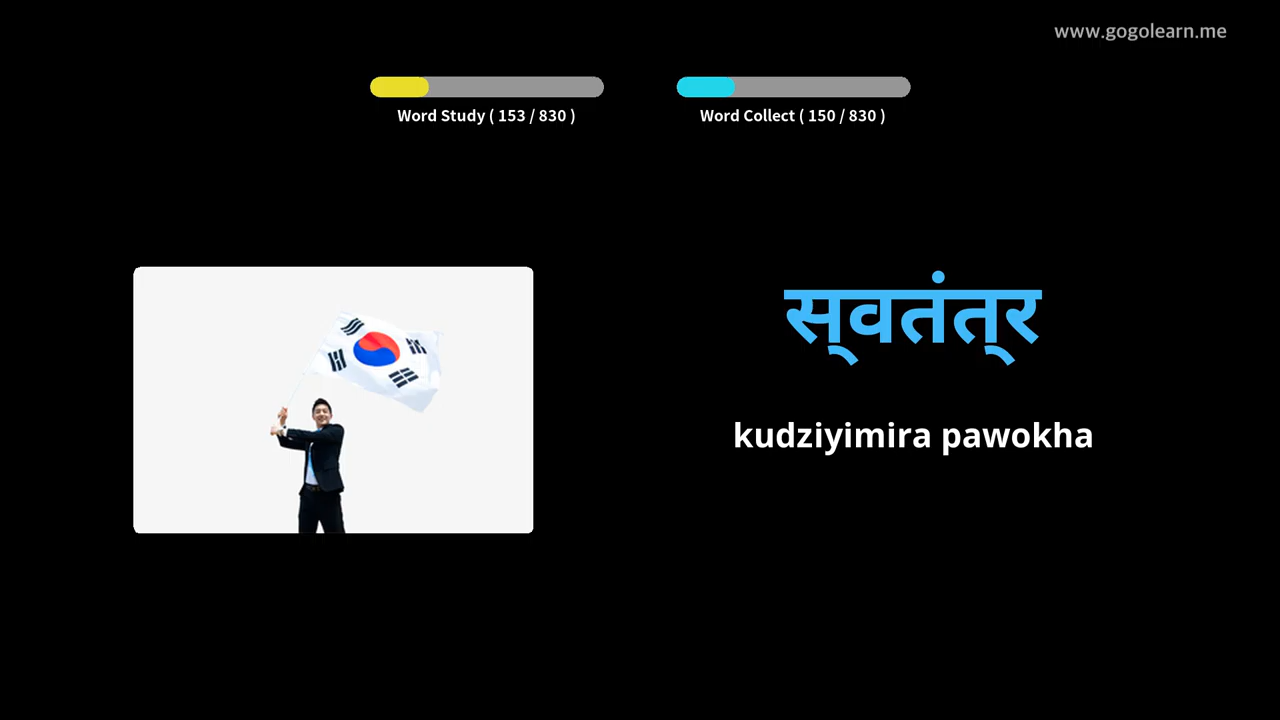 www.gogolearn.me
Word Study ( 153 / 830 )
Word Collect ( 150 / 830 )
स्वतंत्र
kudziyimira pawokha